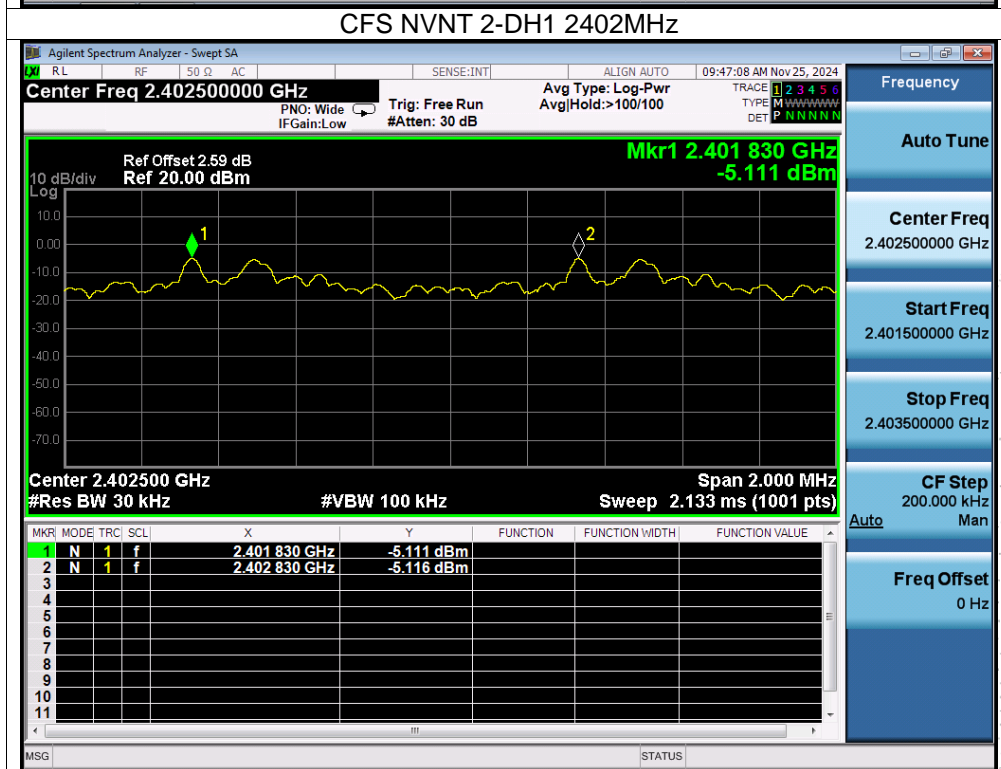 CFS NVNT 2-DH1 2402MHz
Agilent Spectrum Analyzer - Swept SA
LXI RL RF 50 Ω AC SENSE:INT ALIGN AUTO 09:47:08 AM Nov 25, 2024
Center Freq 2.402500000 GHz
PNO: Wide
IFGain:Low
Trig: Free Run
#Atten: 30 dB
Avg Type: Log-Pwr
Avg|Hold:>100/100
TRACE 1 2 3 4 5 6
TYPE M WWWWW
DET P N N N N N
Mkr1 2.401 830 GHz
-5.111 dBm
Ref Offset 2.59 dB
10 dB/div Ref 20.00 dBm
Log
10.0
0.00
-10.0
-20.0
-30.0
-40.0
-50.0
-60.0
-70.0
1
2
Center 2.402500 GHz Span 2.000 MHz
#Res BW 30 kHz #VBW 100 kHz Sweep 2.133 ms (1001 pts)
MKR MODE TRC SCL X Y FUNCTION FUNCTION WIDTH FUNCTION VALUE
1 N 1 f 2.401 830 GHz -5.111 dBm
2 N 1 f 2.402 830 GHz -5.116 dBm
3
4
5
6
7
8
9
10
11
MSG STATUS
Frequency
Auto Tune
Center Freq
2.402500000 GHz
Start Freq
2.401500000 GHz
Stop Freq
2.403500000 GHz
CF Step
200.000 kHz
Auto Man
Freq Offset
0 Hz